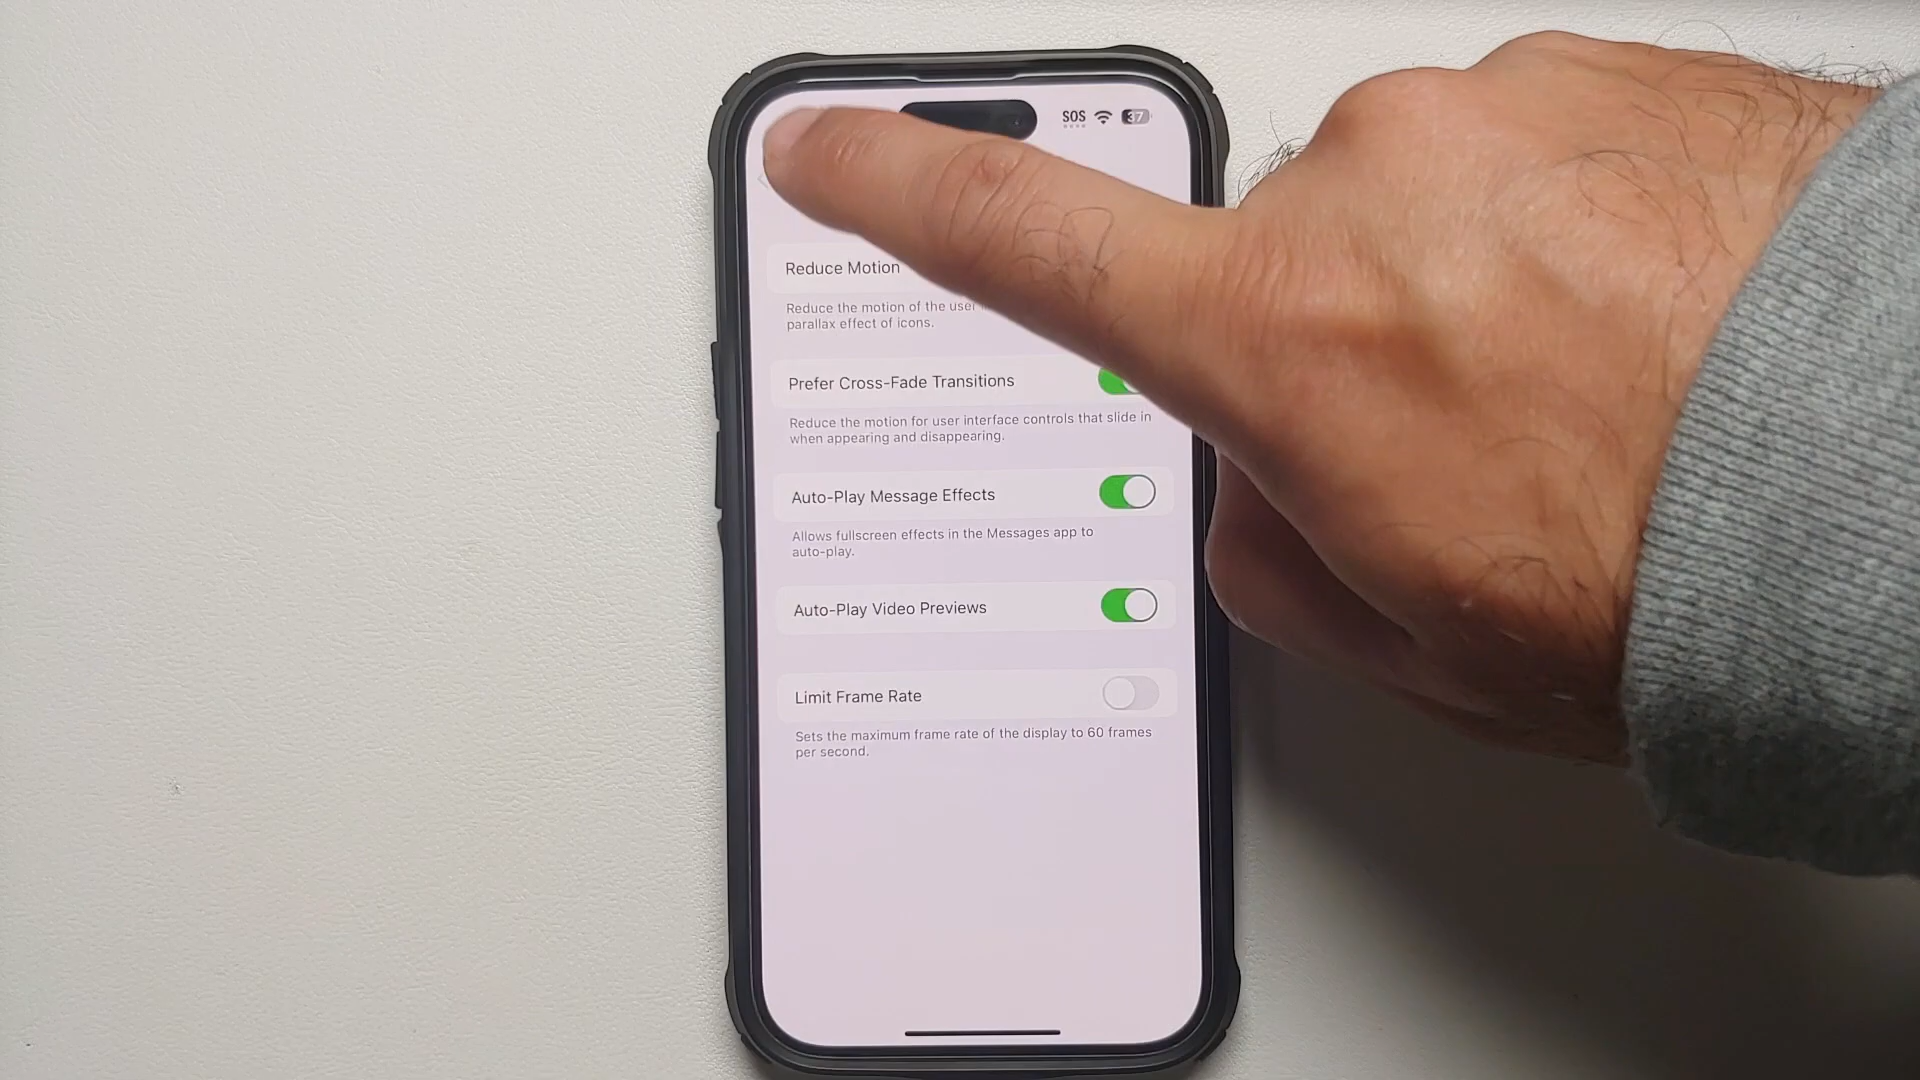 SOS 37
Reduce Motion
Reduce the motion of the user
parallax effect of icons.
Prefer Cross-Fade Transitions
Reduce the motion for user interface controls that slide in
when appearing and disappearing.
Auto-Play Message Effects
Allows fullscreen effects in the Messages app to
auto-play.
Auto-Play Video Previews
Limit Frame Rate
Sets the maximum frame rate of the display to 60 frames
per second.